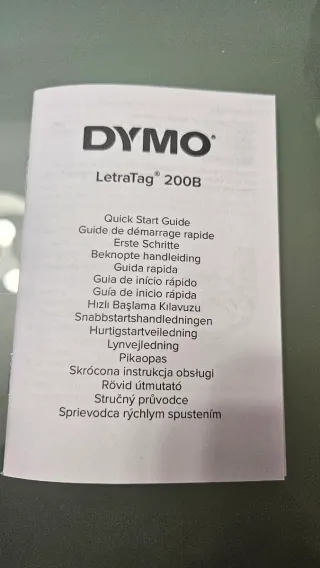 DYMO®
LetraTag® 200B
Quick Start Guide
Guide de démarrage rapide
Erste Schritte
Beknopte handleiding
Guida rapida
Guia de início rápido
Guía de inicio rápida
Hızlı Başlama Kılavuzu
Snabbstartshandledningen
Hurtigstartveiledning
Lynvejledning
Pikaopas
Skrócona instrukcja obsługi
Rövid útmutató
Stručný průvodce
Sprievodca rýchlym spustením